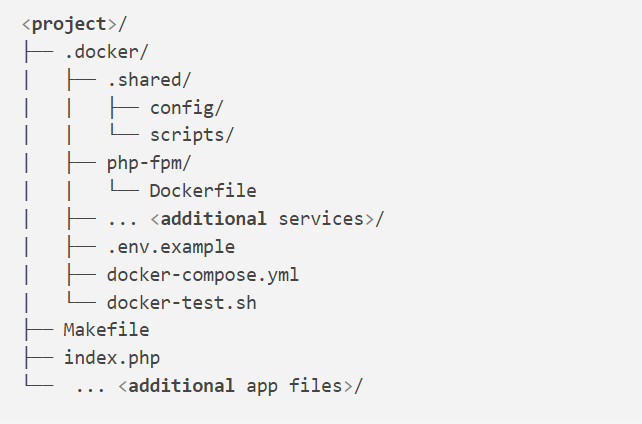 <project>/
├── .docker/
|   ├── .shared/
|   |   ├── config/
|   |   └── scripts/
|   ├── php-fpm/
|   |   └── Dockerfile
|   ├── ... <additional services>/
|   ├── .env.example
|   ├── docker-compose.yml
|   └── docker-test.sh
├── Makefile
├── index.php
└──  ... <additional app files>/